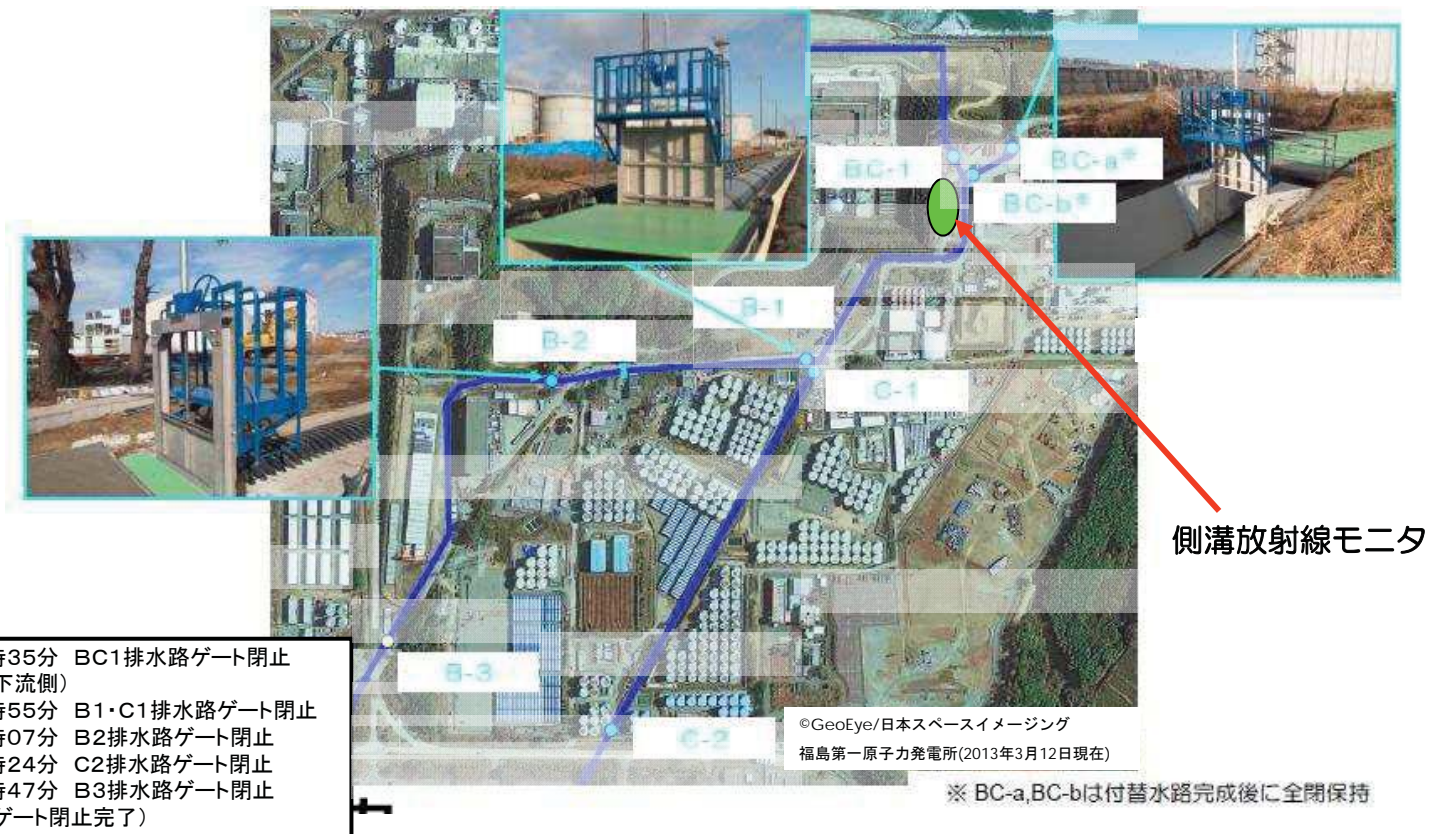 BC-1
BC-a※
BC-b※
B-1
B-2
C-1
側溝放射線モニタ
B-3
C-2
35分 BC1排水路ゲート閉止
下流側）
55分 B1・C1排水路ゲート閉止
07分 B2排水路ゲート閉止
24分 C2排水路ゲート閉止
47分 B3排水路ゲート閉止
ゲート閉止完了）
©GeoEye/日本スペースイメージング
福島第一原子力発電所(2013年3月12日現在)
※ BC-a,BC-bは付替水路完成後に全閉保持